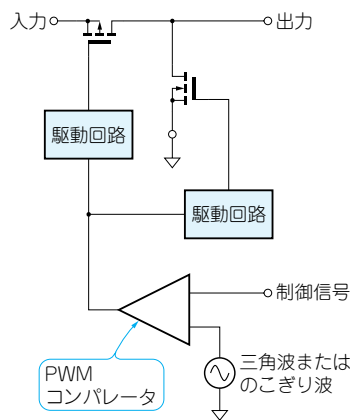 入力
出力
駆動回路
駆動回路
制御信号
三角波または
のこぎり波
PWM
コンパレータ